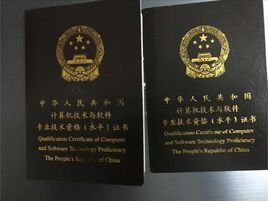 中华人民共和国
计算机技术与软件
专业技术资格（水平）证书
Qualification Certificate of Computer
and Software Technology Proficiency
The People's Republic of China
中华人民共和国
计算机技术与软件
专业技术资格（水平）证书
Qualification Certificate of Computer
and Software Technology Proficiency
The People's Republic of China